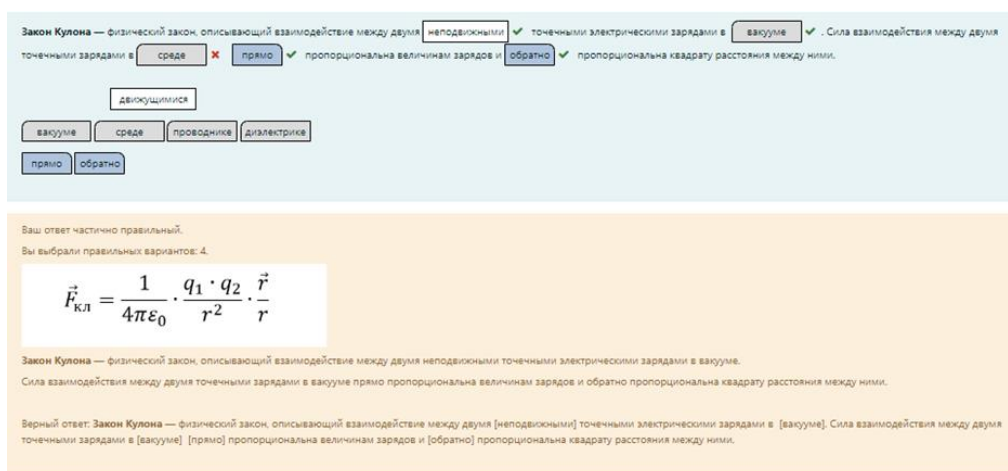 Закон Кулона — физический закон, описывающий взаимодействие между двумя неподвижными точечными электрическими зарядами в вакууме . Сила взаимодействия между двумя
точечными зарядами в среде прямо пропорциональна величинам зарядов и обратно пропорциональна квадрату расстояния между ними.
движущимися
вакууме среде проводнике диэлектрике
прямо обратно
Ваш ответ частично правильный.
Вы выбрали правильных вариантов: 4.
F⃗кл = 1/(4πε₀) · (q₁ · q₂)/r² · r⃗/r
Закон Кулона — физический закон, описывающий взаимодействие между двумя неподвижными точечными электрическими зарядами в вакууме.
Сила взаимодействия между двумя точечными зарядами в вакууме прямо пропорциональна величинам зарядов и обратно пропорциональна квадрату расстояния между ними.
Верный ответ: Закон Кулона — физический закон, описывающий взаимодействие между двумя [неподвижными] точечными электрическими зарядами в [вакууме]. Сила взаимодействия между двумя
точечными зарядами в [вакууме] [прямо] пропорциональна величинам зарядов и [обратно] пропорциональна квадрату расстояния между ними.